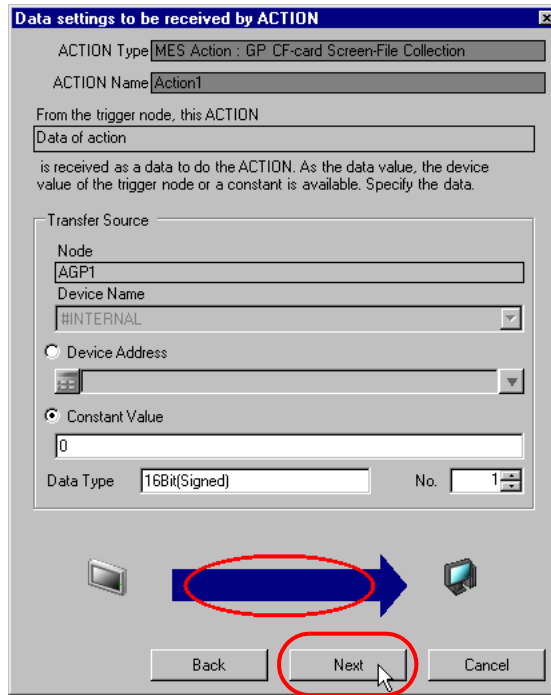 Data settings to be received by ACTION
ACTION Type MES Action : GP CF-card Screen-File Collection
ACTION Name Action1
From the trigger node, this ACTION
Data of action
is received as a data to do the ACTION. As the data value, the device
value of the trigger node or a constant is available. Specify the data.
Transfer Source
Node
AGP1
Device Name
#INTERNAL
Device Address
Constant Value
0
Data Type 16Bit(Signed) No. 1
Back Next Cancel